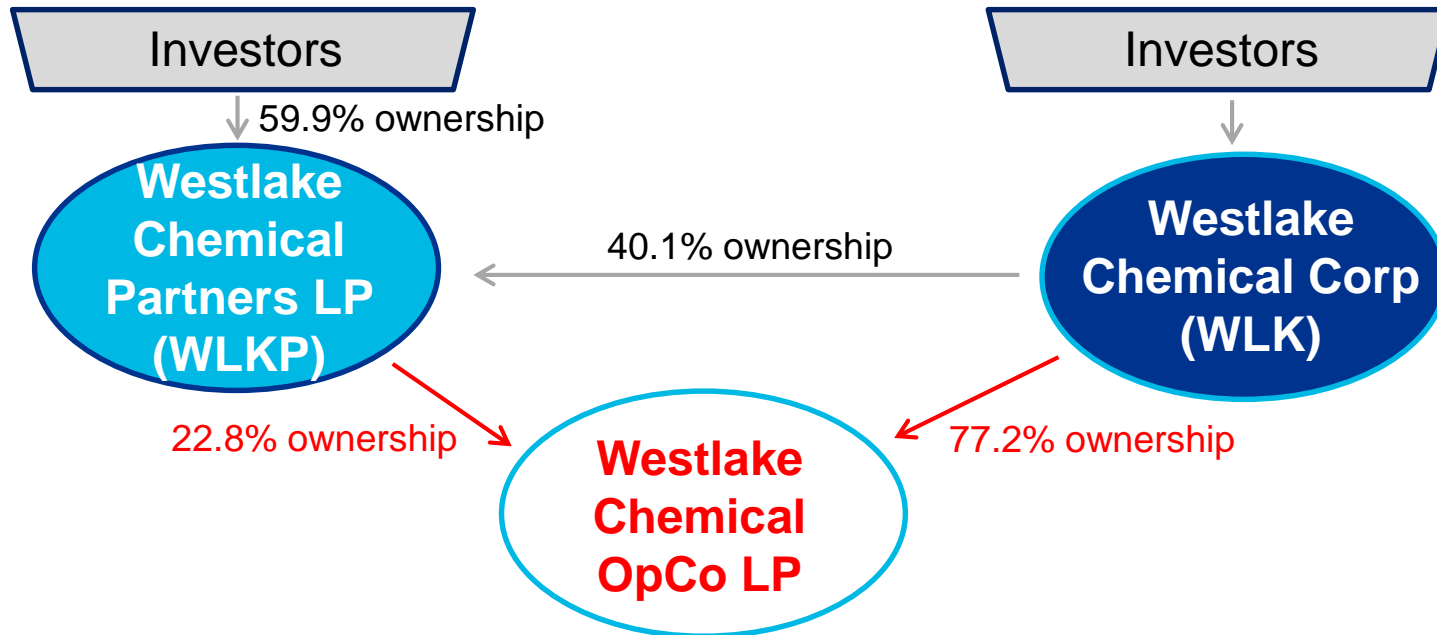 Investors
Investors
59.9% ownership
Westlake
Chemical
Partners LP
(WLKP)
40.1% ownership
Westlake
Chemical Corp
(WLK)
22.8% ownership
77.2% ownership
Westlake
Chemical
OpCo LP